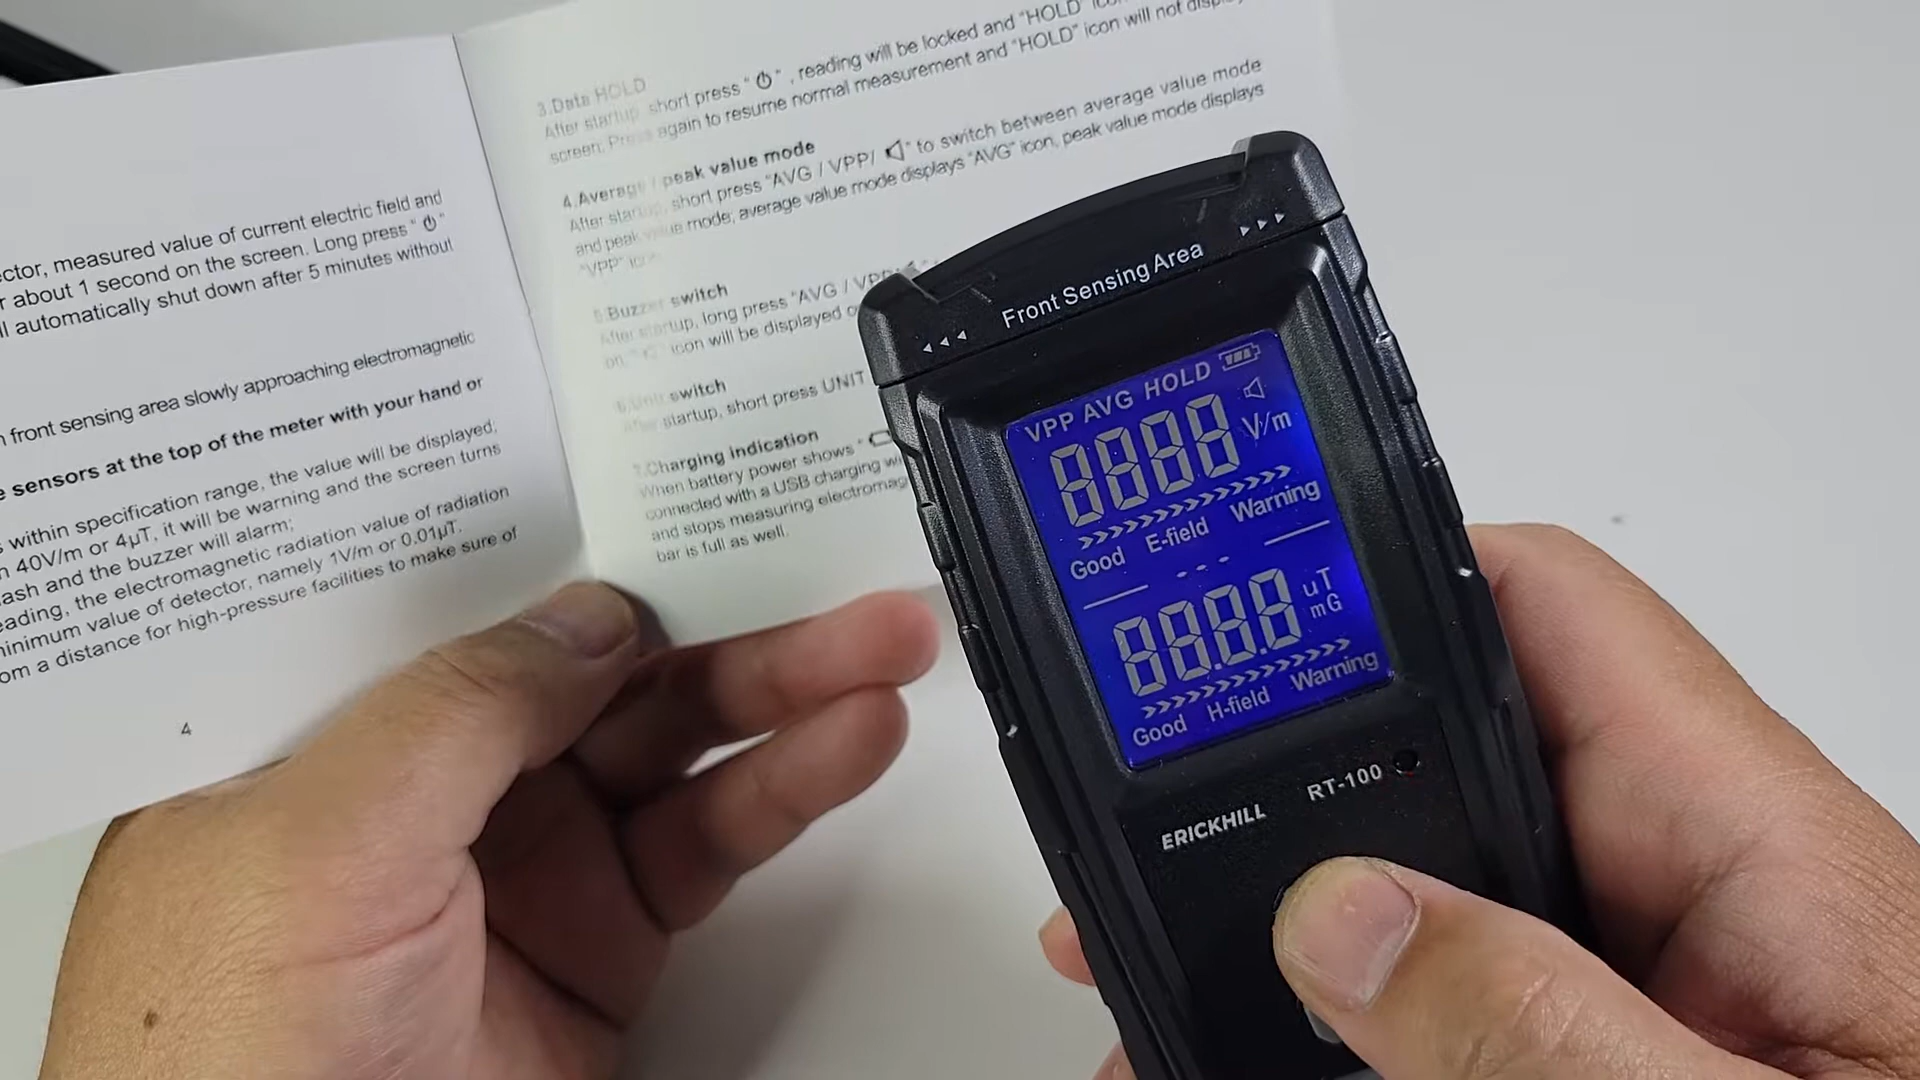 ctor, measured value of current electric field and
r about 1 second on the screen. Long press "⏻"
ll automatically shut down after 5 minutes without
front sensing area slowly approaching electromagnetic
e sensors at the top of the meter with your hand or
within specification range, the value will be displayed;
n 40V/m or 4μT, it will be warning and the screen turns
ash and the buzzer will alarm;
eading, the electromagnetic radiation value of radiation
ninimum value of detector, namely 1V/m or 0.01μT.
om a distance for high-pressure facilities to make sure of
4
3.Data HOLD
After startup, short press "⏻", reading will be locked and "HOLD"
screen. Press again to resume normal measurement and "HOLD" icon will not
4.Average / peak value mode
After startup, short press "AVG / VPP/ " to switch between average value mode
and peak value mode, average value mode displays "AVG" icon, peak value mode displays
"VPP" icon
5.Buzzer switch
After startup, long press "AVG / VPP/
on, " " icon will be displayed
6.Unit switch
After startup, short press UNIT
7.Charging indication
When battery power shows "
connected with a USB charging
and stops measuring electromag
bar is full as well.
Front Sensing Area
VPP AVG HOLD
8888 V/m
Good E-field Warning
888.8 uT
mG
Good H-field Warning
ERICKHILL RT-100